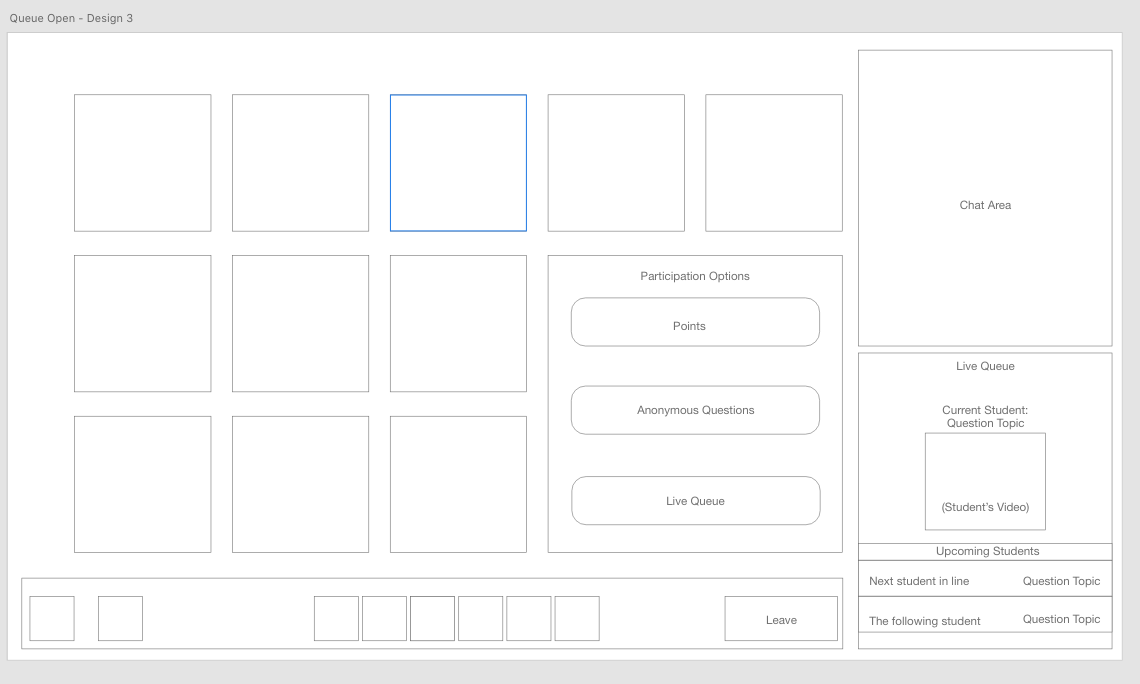 Queue Open - Design 3
Chat Area
Participation Options
Points
Anonymous Questions
Live Queue
Leave
Live Queue
Current Student:
Question Topic
(Student's Video)
Upcoming Students
Next student in line Question Topic
The following student Question Topic